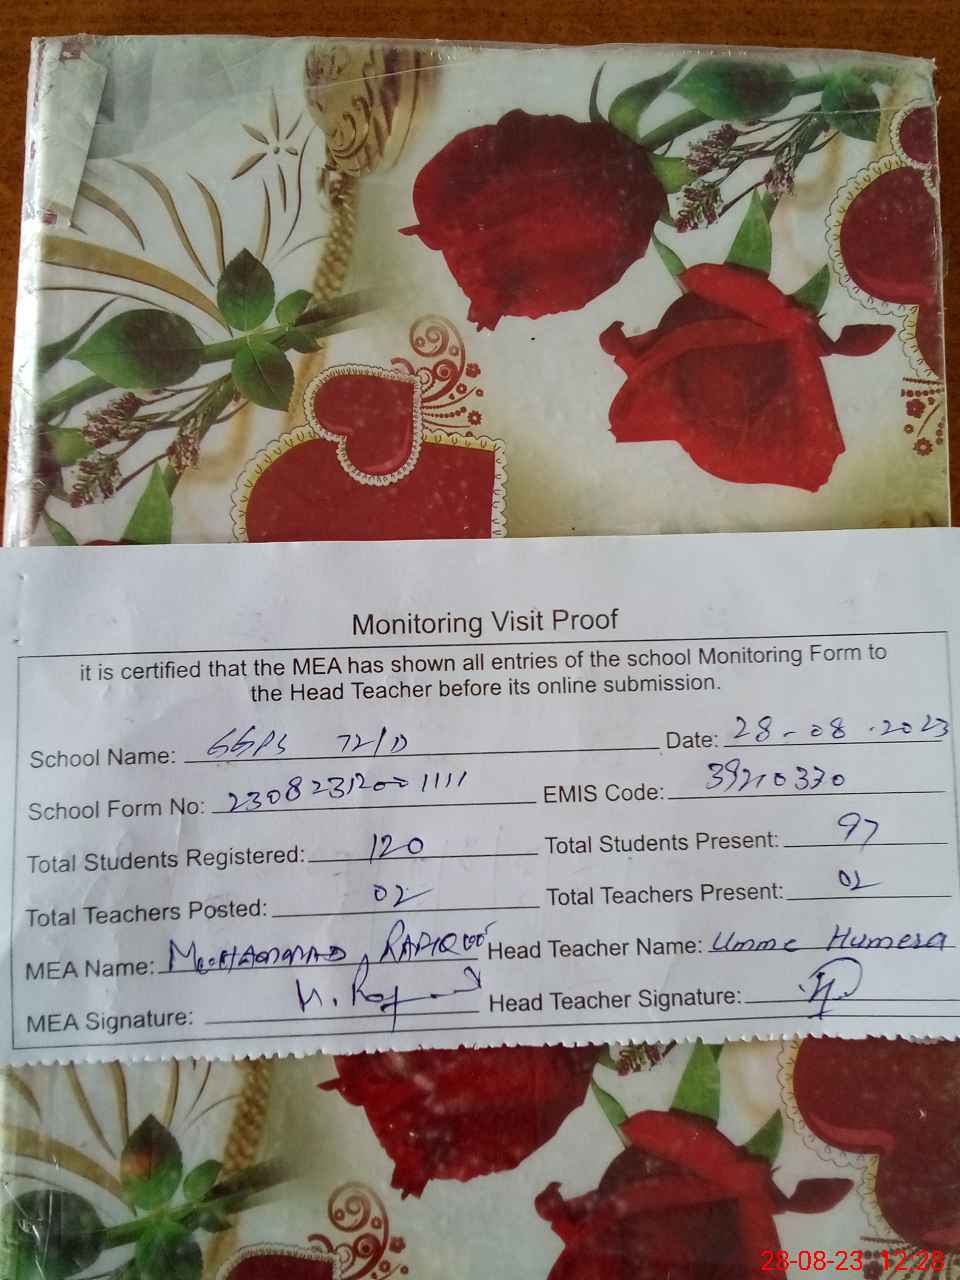 Monitoring Visit Proof
it is certified that the MEA has shown all entries of the school Monitoring Form to
the Head Teacher before its online submission.
School Name: GGPS 72/D Date: 28-08-2023
School Form No: 2308231200 1111 EMIS Code: 39210330
Total Students Registered: 120 Total Students Present: 97
Total Teachers Posted: 02 Total Teachers Present: 02
MEA Name: MUHAMMAD RAFIQUE Head Teacher Name: Umme Humera
MEA Signature: Head Teacher Signature:
28-08-23 12:28